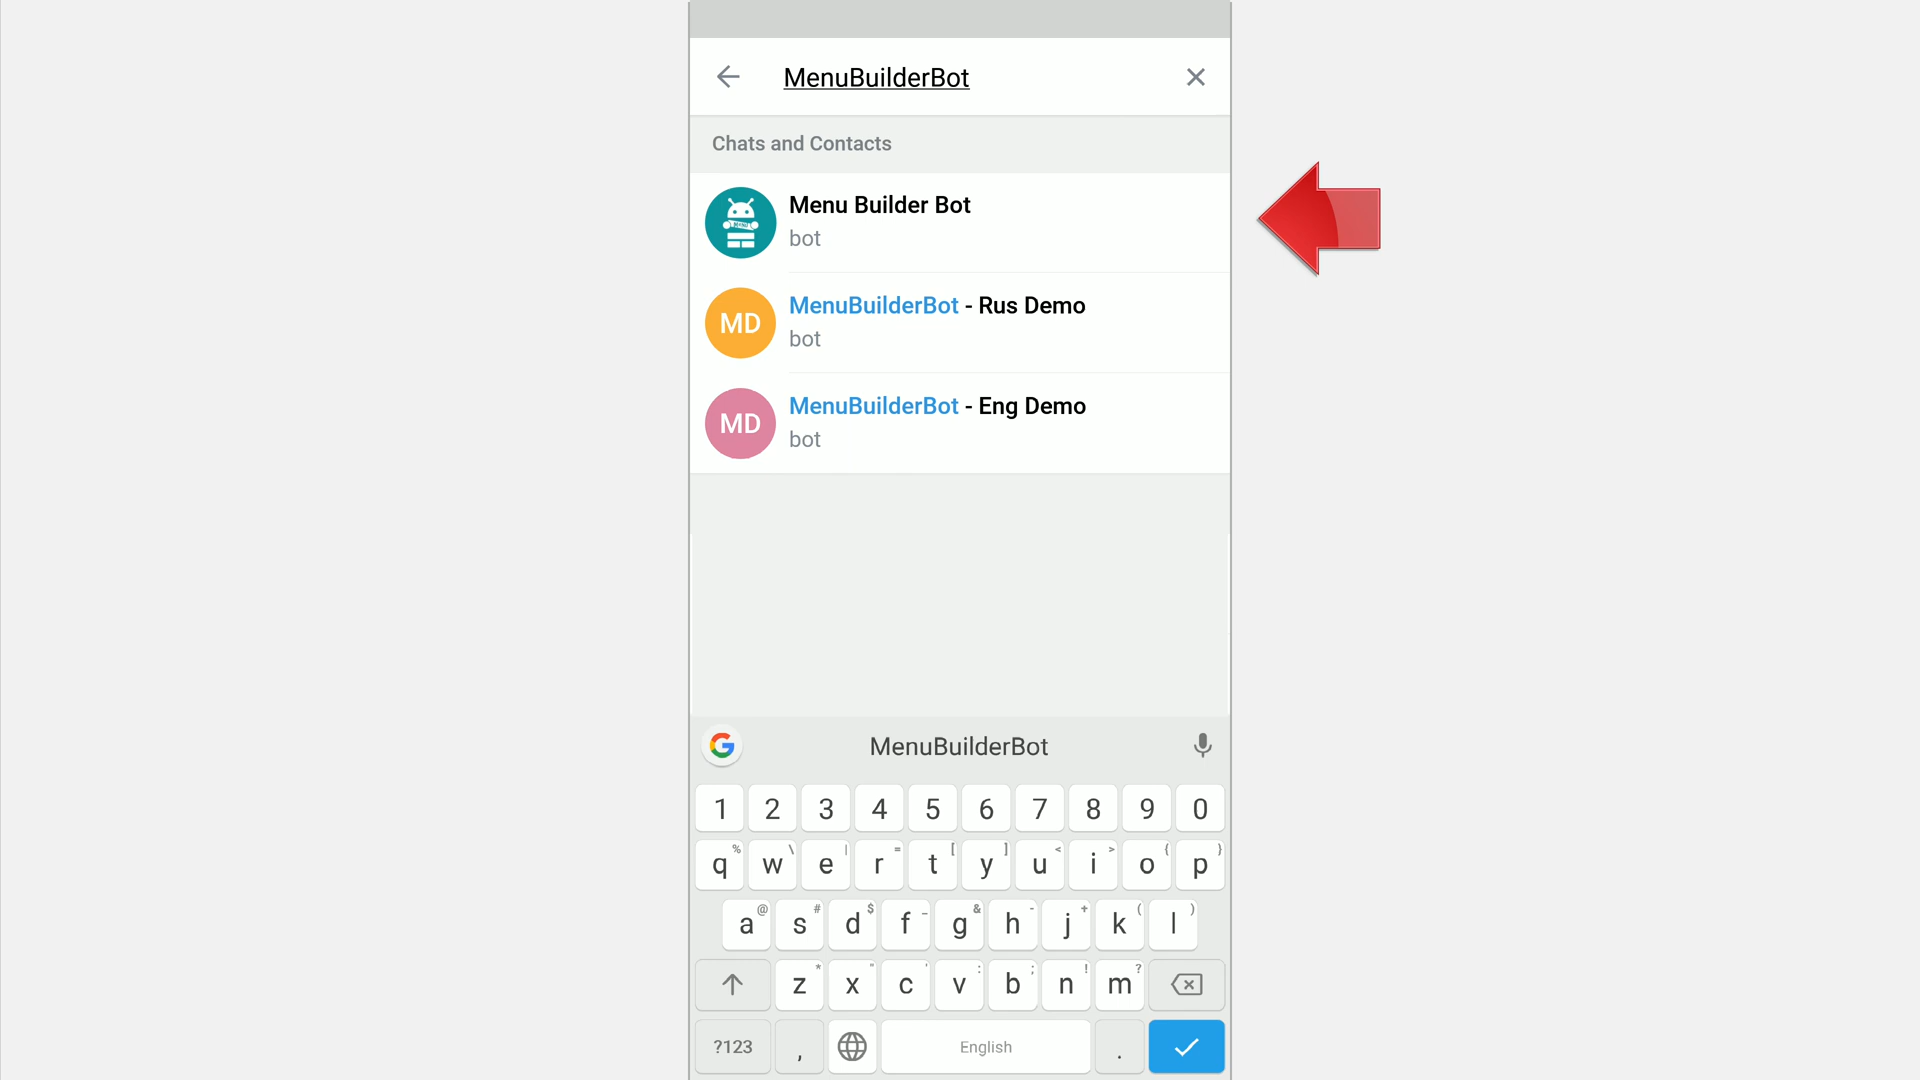 MenuBuilderBot
Chats and Contacts
Menu Builder Bot
bot
MD
MenuBuilderBot - Rus Demo
bot
MD
MenuBuilderBot - Eng Demo
bot
G
MenuBuilderBot
1 2 3 4 5 6 7 8 9 0
% \ | = [ ] < > { }
q w e r t y u i o p
@ # $ _ & - + ( )
a s d f g h j k l
* " ' : ; ! ?
z x c v b n m
?123 , English .